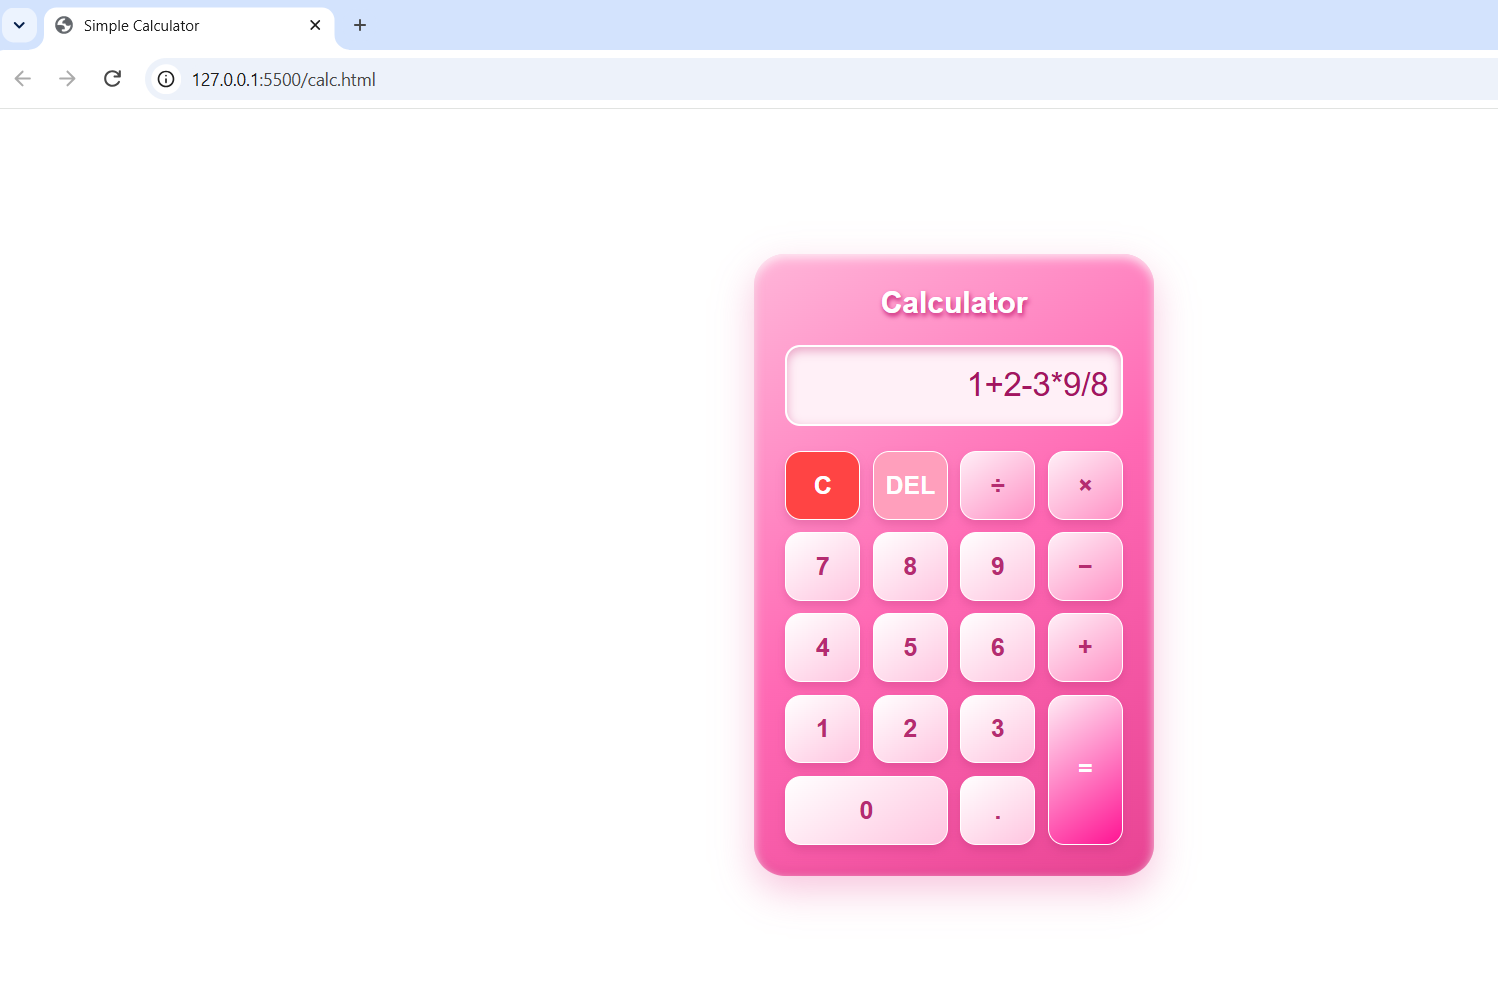 Simple Calculator
127.0.0.1:5500/calc.html
Calculator
1+2-3*9/8
C DEL ÷ ×
7 8 9 −
4 5 6 +
1 2 3
=
0 .